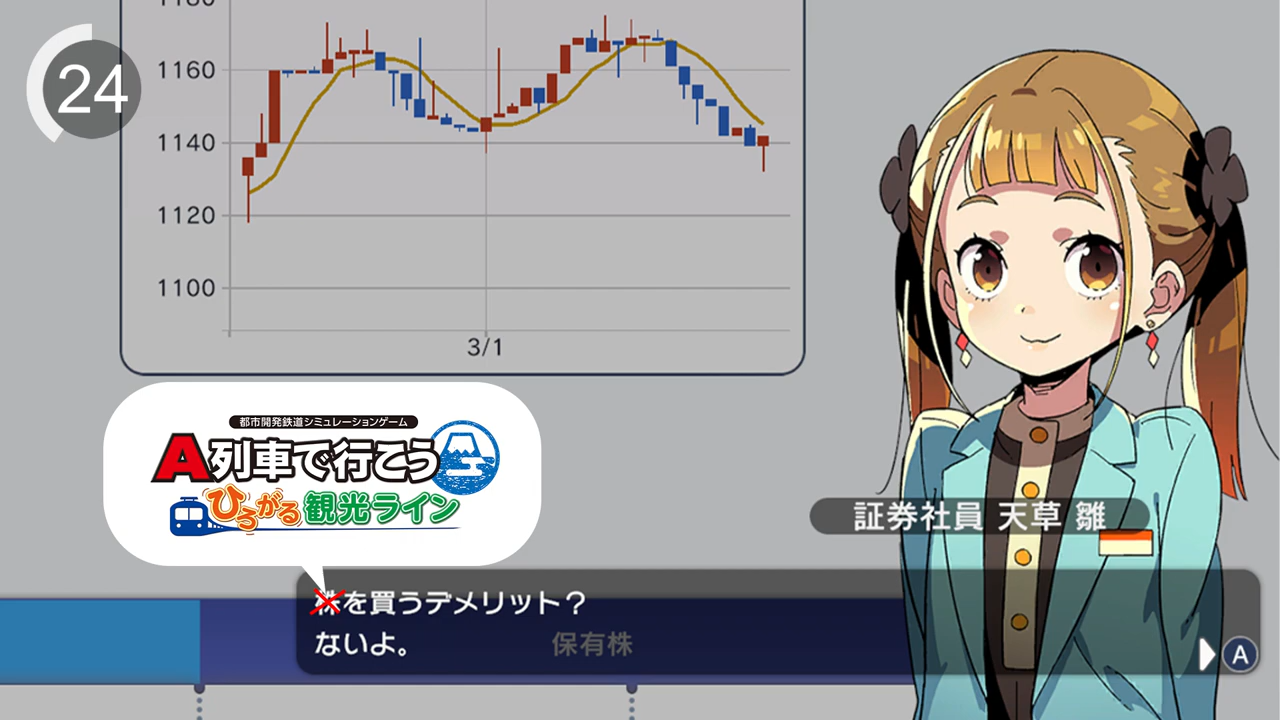 24
1180
1160
1140
1120
1100
3/1
都市開発鉄道シミュレーションゲーム
A列車で行こう
ひろがる観光ライン
証券社員 天草 雛
株を買うデメリット？
ないよ。
保有株
A